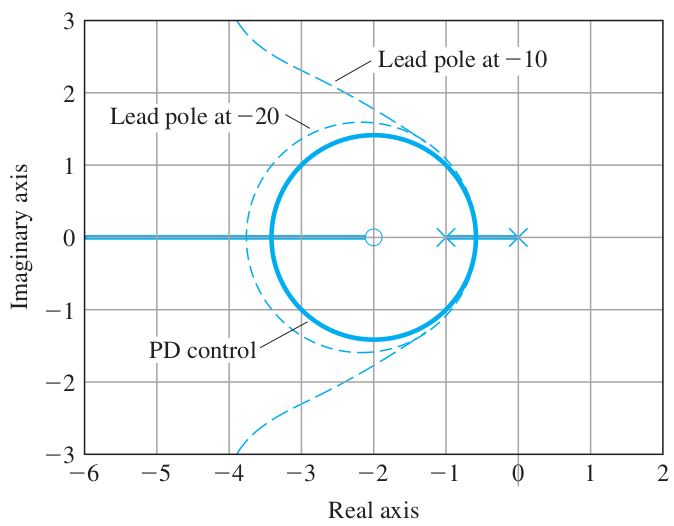 3
Lead pole at −10
2
Lead pole at −20
1
0
−1
PD control
−2
−3
−6 −5 −4 −3 −2 −1 0 1 2
Imaginary axis
Real axis